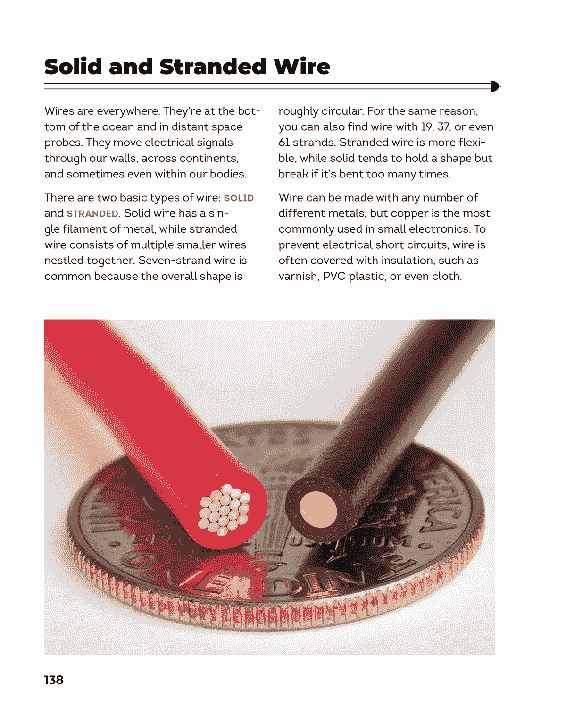 Solid and Stranded Wire
Wires are everywhere. They're at the bot-
tom of the ocean and in distant space
probes. They move electrical signals
through our walls, across continents,
and sometimes even within our bodies.
There are two basic types of wire: SOLID
and STRANDED. Solid wire has a sin-
gle filament of metal, while stranded
wire consists of multiple smaller wires
nestled together. Seven-strand wire is
common because the overall shape is
roughly circular. For the same reason,
you can also find wire with 19, 37, or even
61 strands. Stranded wire is more flexi-
ble, while solid tends to hold a shape but
break if it's bent too many times.
Wire can be made with any number of
different metals, but copper is the most
commonly used in small electronics. To
prevent electrical short circuits, wire is
often covered with insulation, such as
varnish, PVC plastic, or even cloth.
138